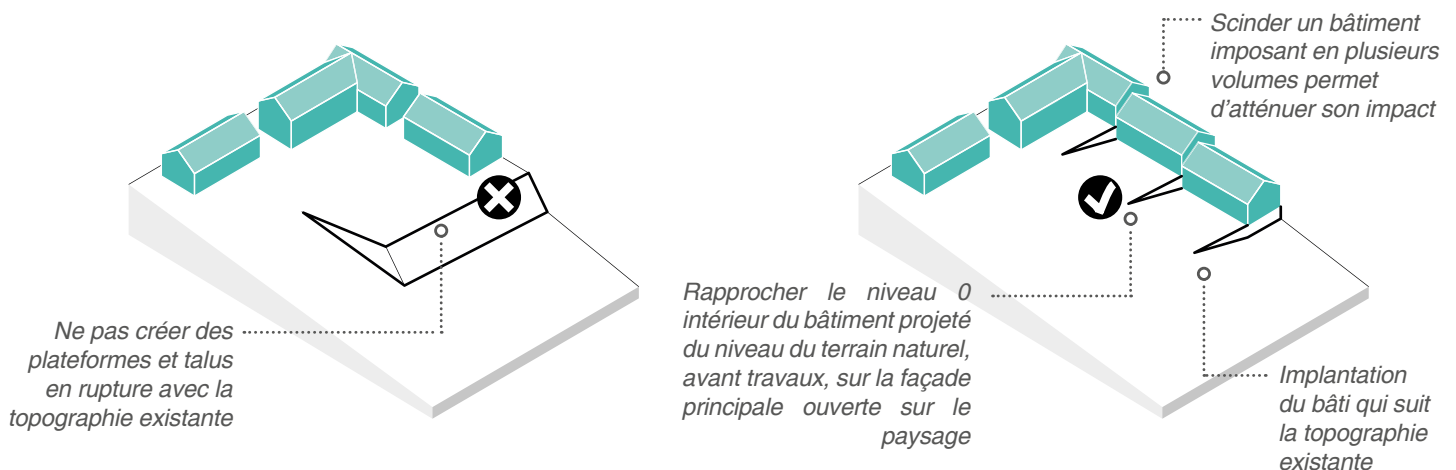 Ne pas créer des
plateformes et talus
en rupture avec la
topographie existante
Scinder un bâtiment
imposant en plusieurs
volumes permet
d’atténuer son impact
Rapprocher le niveau 0
intérieur du bâtiment projeté
du niveau du terrain naturel,
avant travaux, sur la façade
principale ouverte sur le
paysage
Implantation
du bâti qui suit
la topographie
existante